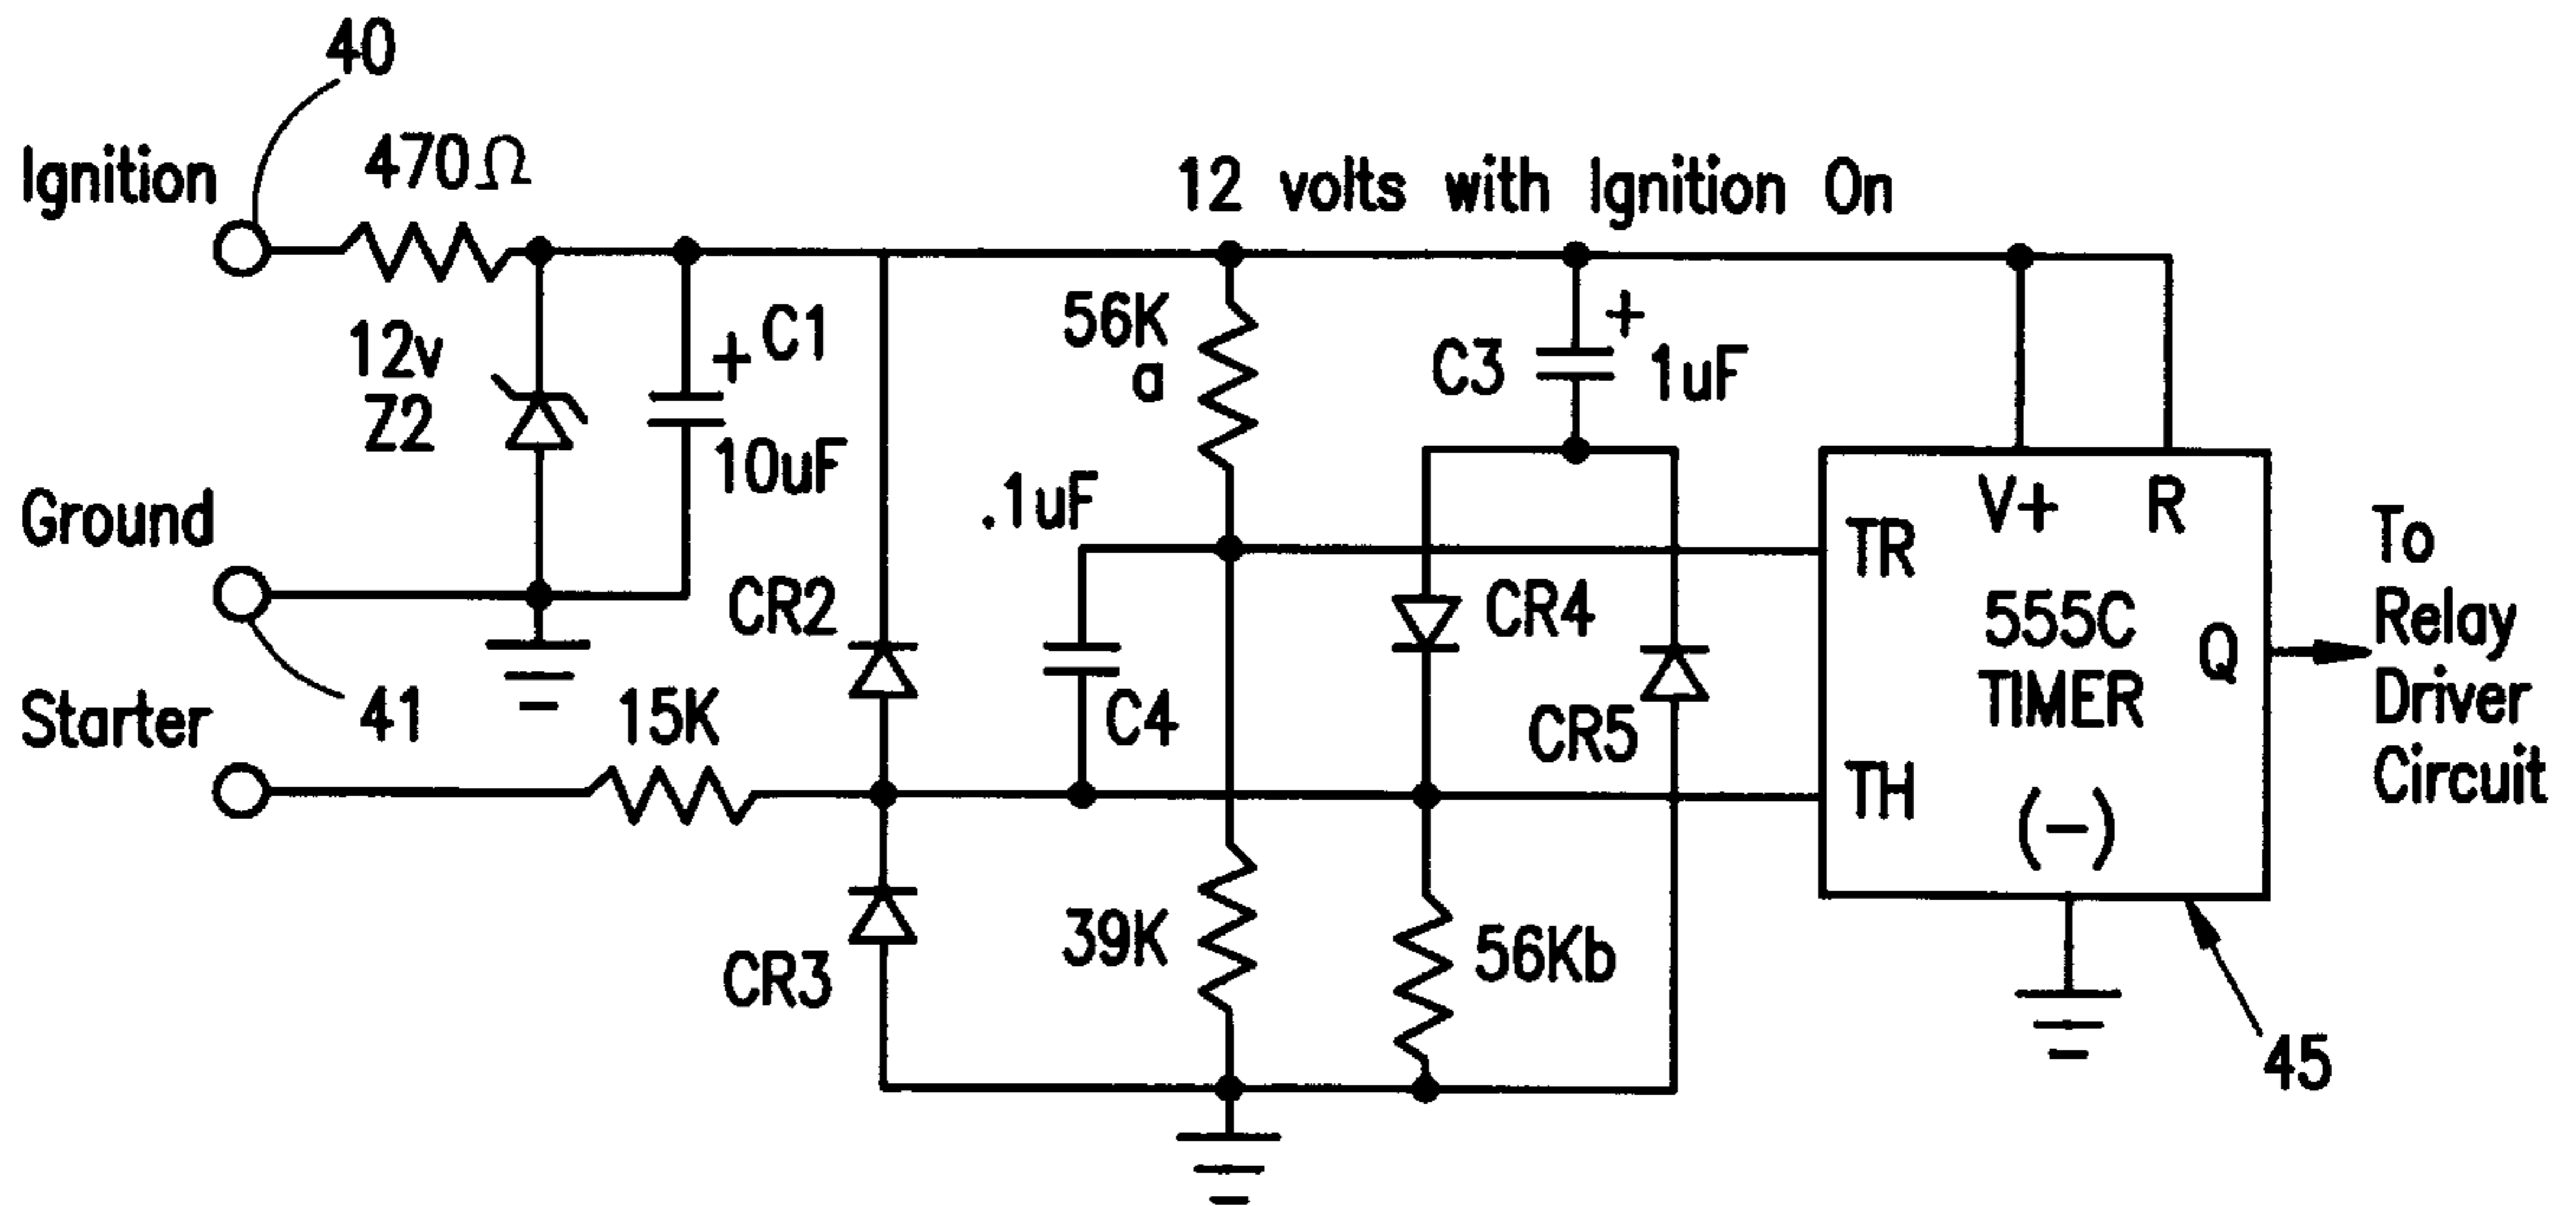 40
Ignition
470Ω
12 volts with Ignition On
12v
Z2
+
C1
10uF
56K
a
C3
+
1uF
Ground
.1uF
TR
V+
R
555C
TIMER
Q
To
Relay
Driver
Circuit
CR2
CR4
41
Starter
15K
C4
CR5
TH
(-)
CR3
39K
56Kb
45